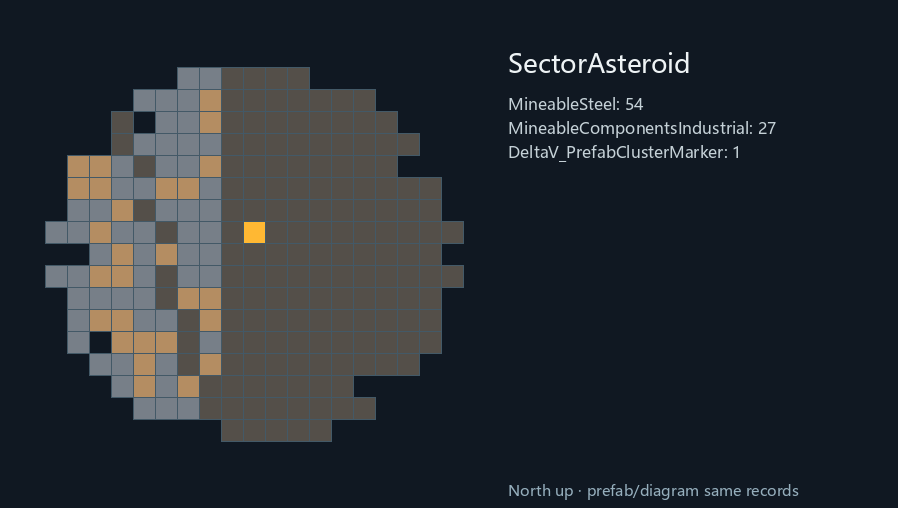 SectorAsteroid
MineableSteel: 54
MineableComponentsIndustrial: 27
DeltaV_PrefabClusterMarker: 1
North up · prefab/diagram same records